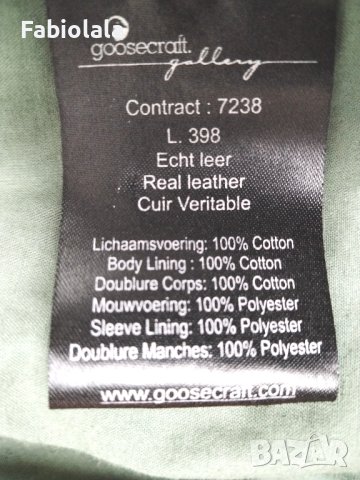 Fabiolala
goosecraft.
gallery
Contract : 7238
L. 398
Echt leer
Real leather
Cuir Veritable
Lichaamsvoering: 100% Cotton
Body Lining : 100% Cotton
Doublure Corps: 100% Cotton
Mouwvoering: 100% Polyester
Sleeve Lining: 100% Polyester
Doublure Manches: 100% Polyester
www.goosecraft.com
BAZAR